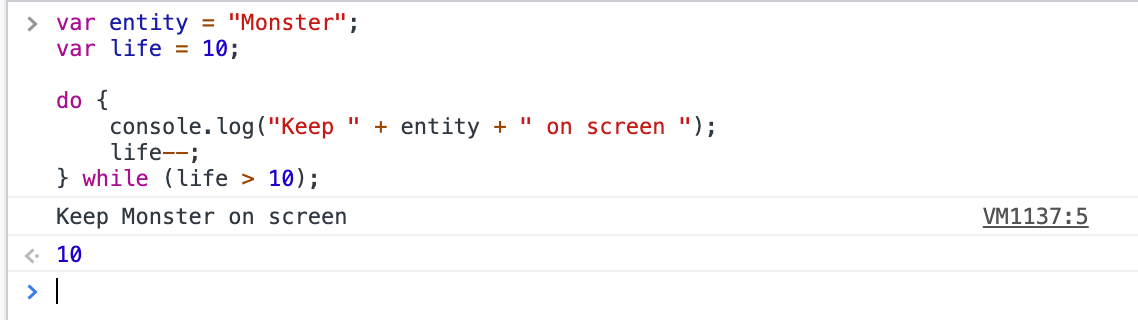 > var entity = "Monster";
var life = 10;
do {
    console.log("Keep " + entity + " on screen ");
    life--;
} while (life > 10);
Keep Monster on screen VM1137:5
10
>